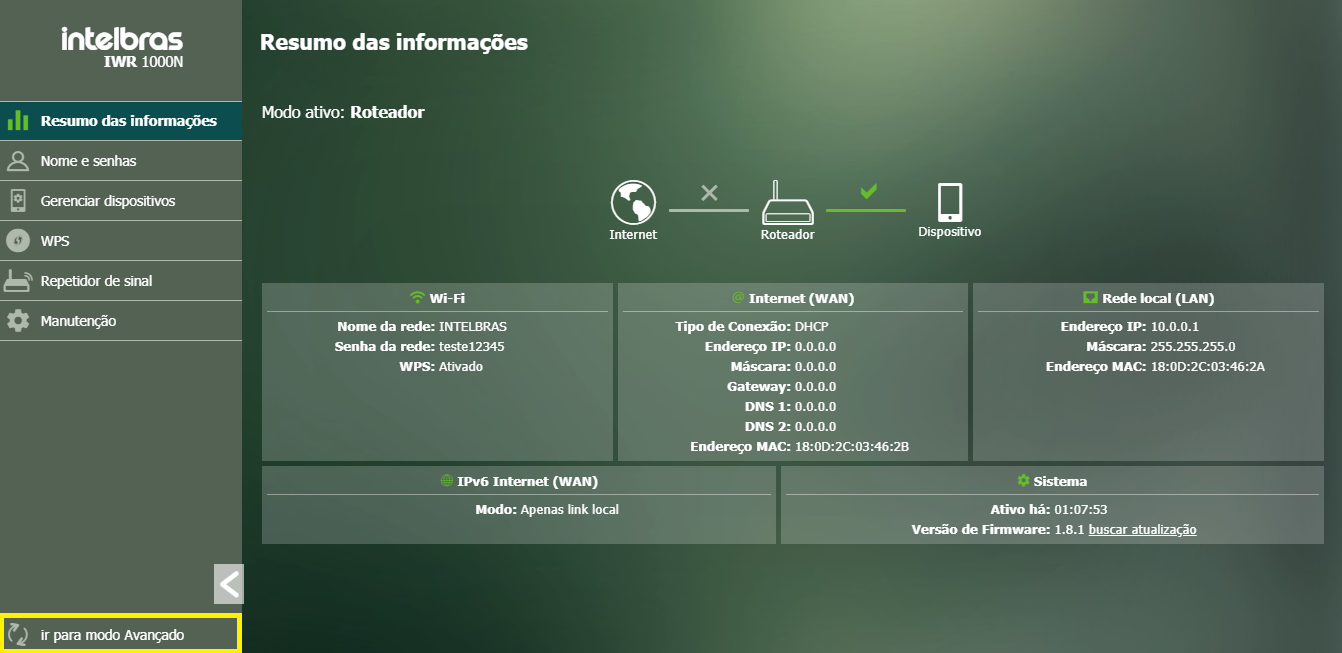 intelbras
IWR 1000N
Resumo das informações
Nome e senhas
Gerenciar dispositivos
WPS
Repetidor de sinal
Manutenção
ir para modo Avançado
Resumo das informações
Modo ativo: Roteador
Internet
Roteador
Dispositivo
Wi-Fi
Nome da rede: INTELBRAS
Senha da rede: teste12345
WPS: Ativado
Internet (WAN)
Tipo de Conexão: DHCP
Endereço IP: 0.0.0.0
Máscara: 0.0.0.0
Gateway: 0.0.0.0
DNS 1: 0.0.0.0
DNS 2: 0.0.0.0
Endereço MAC: 18:0D:2C:03:46:2B
Rede local (LAN)
Endereço IP: 10.0.0.1
Máscara: 255.255.255.0
Endereço MAC: 18:0D:2C:03:46:2A
IPv6 Internet (WAN)
Modo: Apenas link local
Sistema
Ativo há: 01:07:53
Versão de Firmware: 1.8.1 buscar atualização